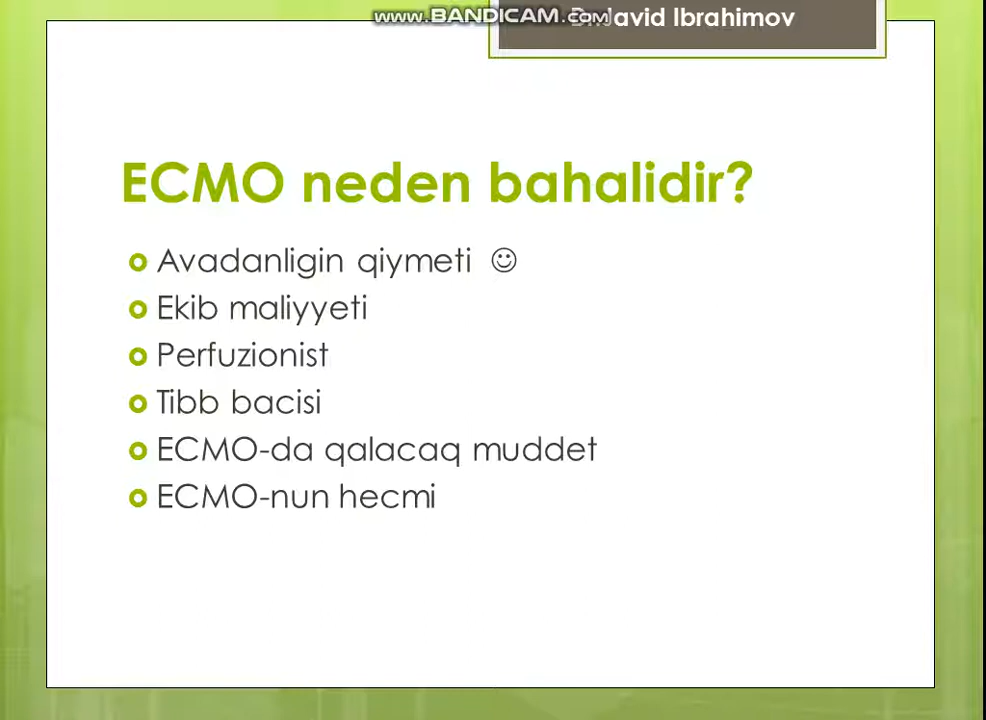 www.BANDICAM.com
Javid Ibrahimov
ECMO neden bahalidir?
Avadanligin qiymeti ☺
Ekib maliyyeti
Perfuzionist
Tibb bacisi
ECMO-da qalacaq muddet
ECMO-nun hecmi